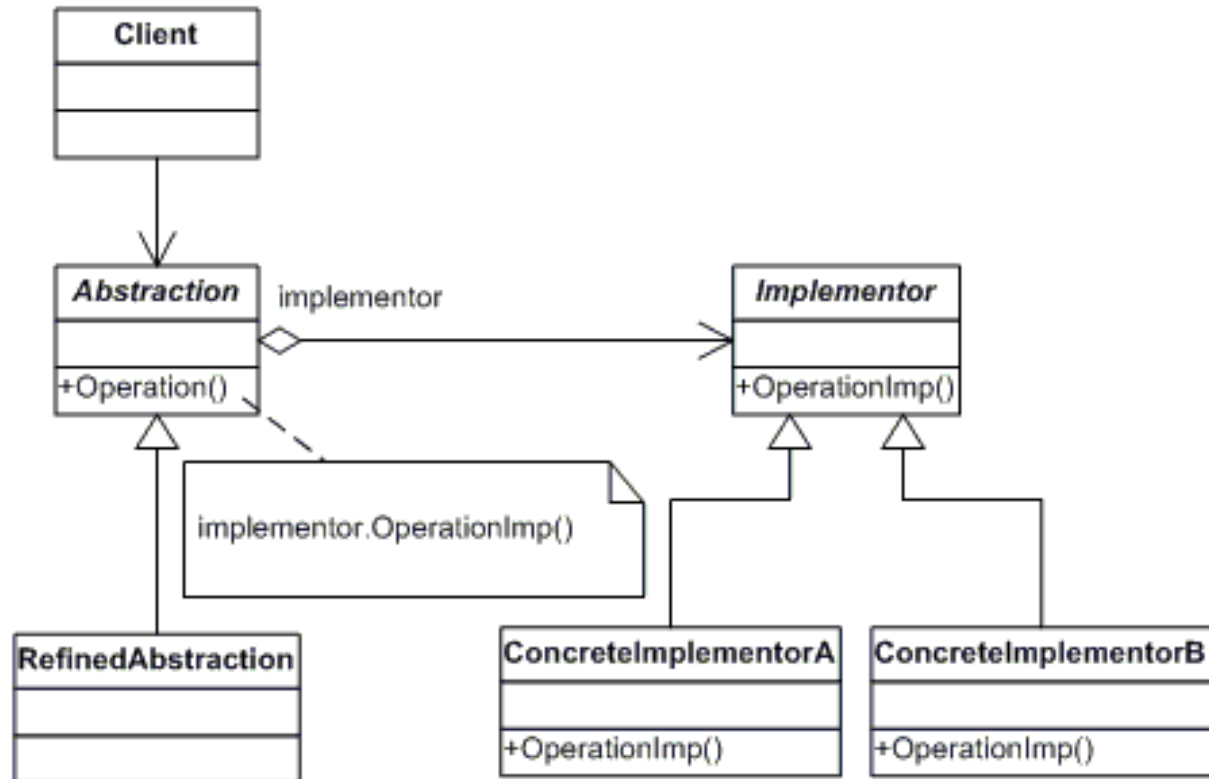 Client
Abstraction
implementor
Implementor
+Operation()
+OperationImp()
implementor.OperationImp()
RefinedAbstraction
ConcreteImplementorA
ConcreteImplementorB
+OperationImp()
+OperationImp()